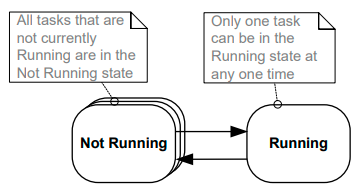 All tasks that are
not currently
Running are in the
Not Running state
Only one task
can be in the
Running state at
any one time
Not Running
Running